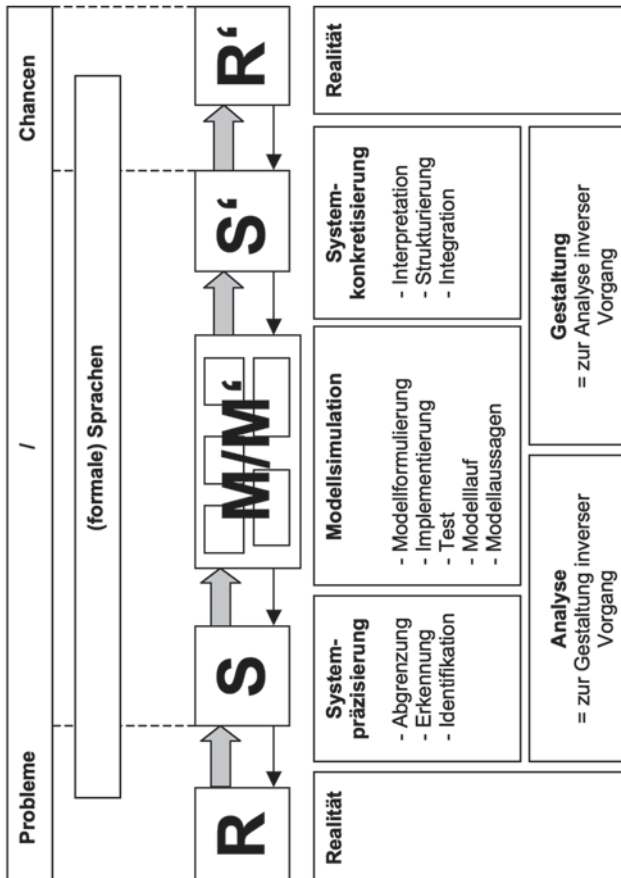 Probleme
/
Chancen
(formale) Sprachen
R
S
M/M‘
S‘
R‘
Realität
System-
präzisierung
- Abgrenzung
- Erkennung
- Identifikation
Modellsimulation
- Modellformulierung
- Implementierung
- Test
- Modelllauf
- Modellaussagen
System-
konkretisierung
- Interpretation
- Strukturierung
- Integration
Realität
Analyse
= zur Gestaltung inverser
Vorgang
Gestaltung
= zur Analyse inverser
Vorgang